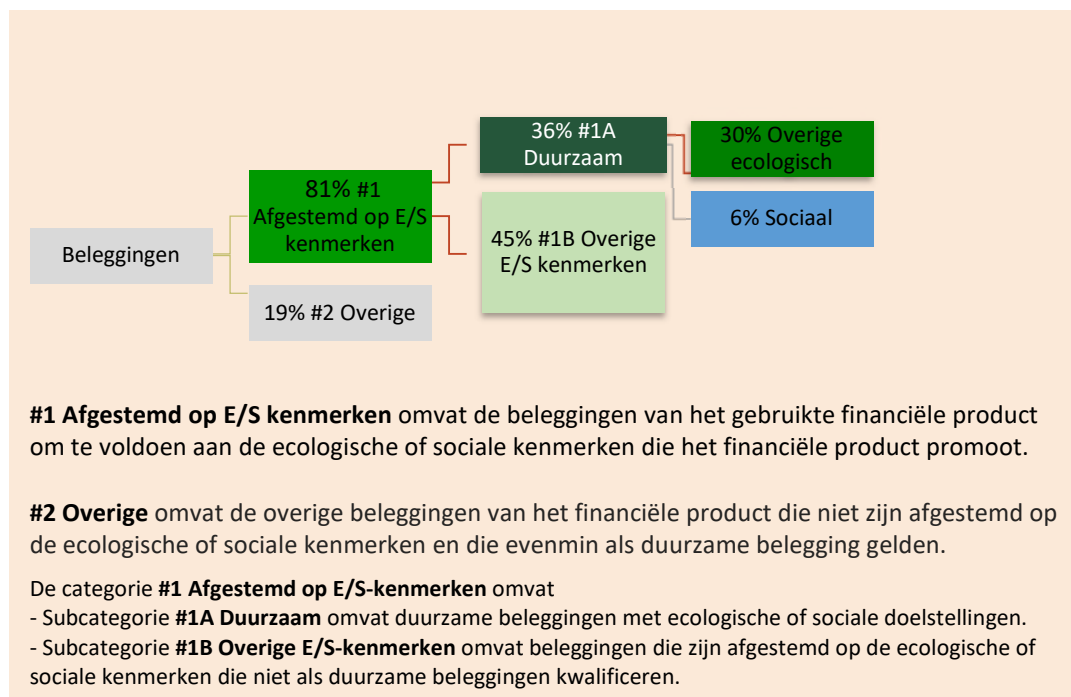 36% #1A
Duurzaam
30% Overige
ecologisch
81% #1
Afgestemd op E/S
kenmerken
6% Sociaal
45% #1B Overige
E/S kenmerken
Beleggingen
19% #2 Overige
#1 Afgestemd op E/S kenmerken omvat de beleggingen van het gebruikte financiële product
om te voldoen aan de ecologische of sociale kenmerken die het financiële product promoot.
#2 Overige omvat de overige beleggingen van het financiële product die niet zijn afgestemd op
de ecologische of sociale kenmerken en die evenmin als duurzame belegging gelden.
De categorie #1 Afgestemd op E/S-kenmerken omvat
- Subcategorie #1A Duurzaam omvat duurzame beleggingen met ecologische of sociale doelstellingen.
- Subcategorie #1B Overige E/S-kenmerken omvat beleggingen die zijn afgestemd op de ecologische of
sociale kenmerken die niet als duurzame beleggingen kwalificeren.